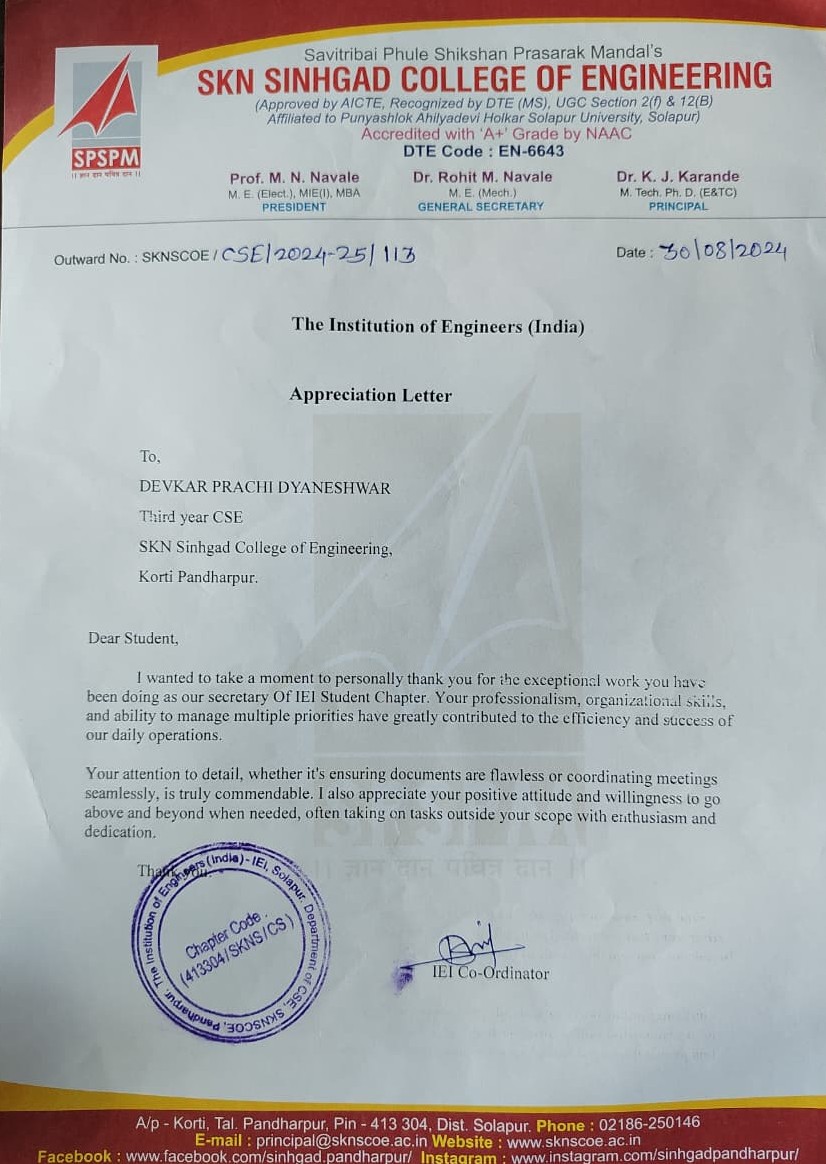 Savitribai Phule Shikshan Prasarak Mandal's
SKN SINHGAD COLLEGE OF ENGINEERING
(Approved by AICTE, Recognized by DTE (MS), UGC Section 2(f) & 12(B)
Affiliated to Punyashlok Ahilyadevi Holkar Solapur University, Solapur)
Accredited with 'A+' Grade by NAAC
DTE Code : EN-6643
SPSPM
।। ज्ञान दान पवित्र दान ।।
Prof. M. N. Navale
M. E. (Elect.), MIE(I), MBA
PRESIDENT
Dr. Rohit M. Navale
M. E. (Mech.)
GENERAL SECRETARY
Dr. K. J. Karande
M. Tech. Ph. D. (E&TC)
PRINCIPAL
Outward No. : SKNSCOE / CSE/2024-25/113
Date : 30/08/2024
The Institution of Engineers (India)
Appreciation Letter
To,
DEVKAR PRACHI DYANESHWAR
Third year CSE
SKN Sinhgad College of Engineering,
Korti Pandharpur.
Dear Student,
I wanted to take a moment to personally thank you for the exceptional work you have
been doing as our secretary Of IEI Student Chapter. Your professionalism, organizational skills,
and ability to manage multiple priorities have greatly contributed to the efficiency and success of
our daily operations.
Your attention to detail, whether it's ensuring documents are flawless or coordinating meetings
seamlessly, is truly commendable. I also appreciate your positive attitude and willingness to go
above and beyond when needed, often taking on tasks outside your scope with enthusiasm and
dedication.
Thank you.
।। ज्ञान दान पवित्र दान ।।
The Institution of Engineers (India) - IEI, Solapur. Department of CSE, SKNSCOE, Pandharpur.
Chapter Code :
(413304/SKNS/CS)
IEI Co-Ordinator
A/p - Korti, Tal. Pandharpur, Pin - 413 304, Dist. Solapur. Phone : 02186-250146
E-mail : principal@sknscoe.ac.in Website : www.sknscoe.ac.in
Facebook : www.facebook.com/sinhgad.pandharpur/ Instagram : www.instagram.com/sinhgadpandharpur/